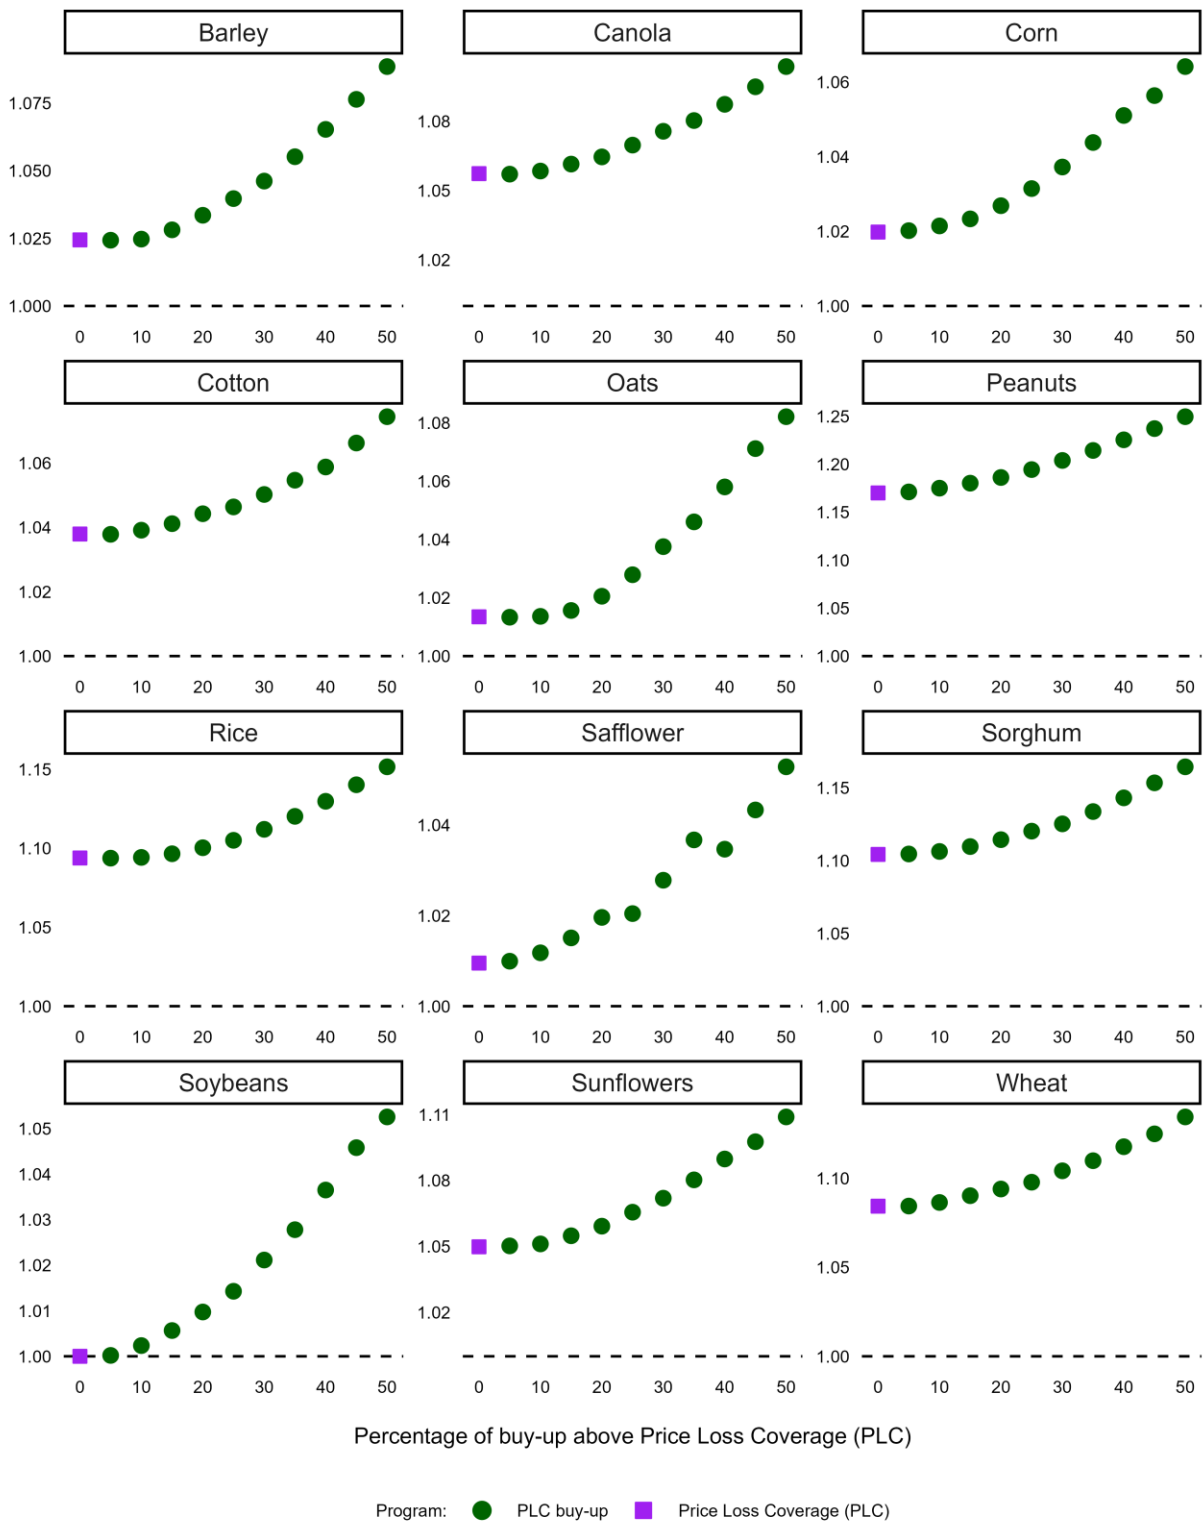 Barley Canola Corn
1.075
1.050
1.025
1.000
0 10 20 30 40 50
1.08
1.05
1.02
0 10 20 30 40 50
1.06
1.04
1.02
1.00
0 10 20 30 40 50
Cotton Oats Peanuts
1.06
1.04
1.02
1.00
0 10 20 30 40 50
1.08
1.06
1.04
1.02
1.00
0 10 20 30 40 50
1.25
1.20
1.15
1.10
1.05
1.00
0 10 20 30 40 50
Rice Safflower Sorghum
1.15
1.10
1.05
1.00
0 10 20 30 40 50
1.04
1.02
1.00
0 10 20 30 40 50
1.15
1.10
1.05
1.00
0 10 20 30 40 50
Soybeans Sunflowers Wheat
1.05
1.04
1.03
1.02
1.01
1.00
0 10 20 30 40 50
1.11
1.08
1.05
1.02
0 10 20 30 40 50
1.10
1.05
1.00
0 10 20 30 40 50
Percentage of buy-up above Price Loss Coverage (PLC)
Program: PLC buy-up Price Loss Coverage (PLC)